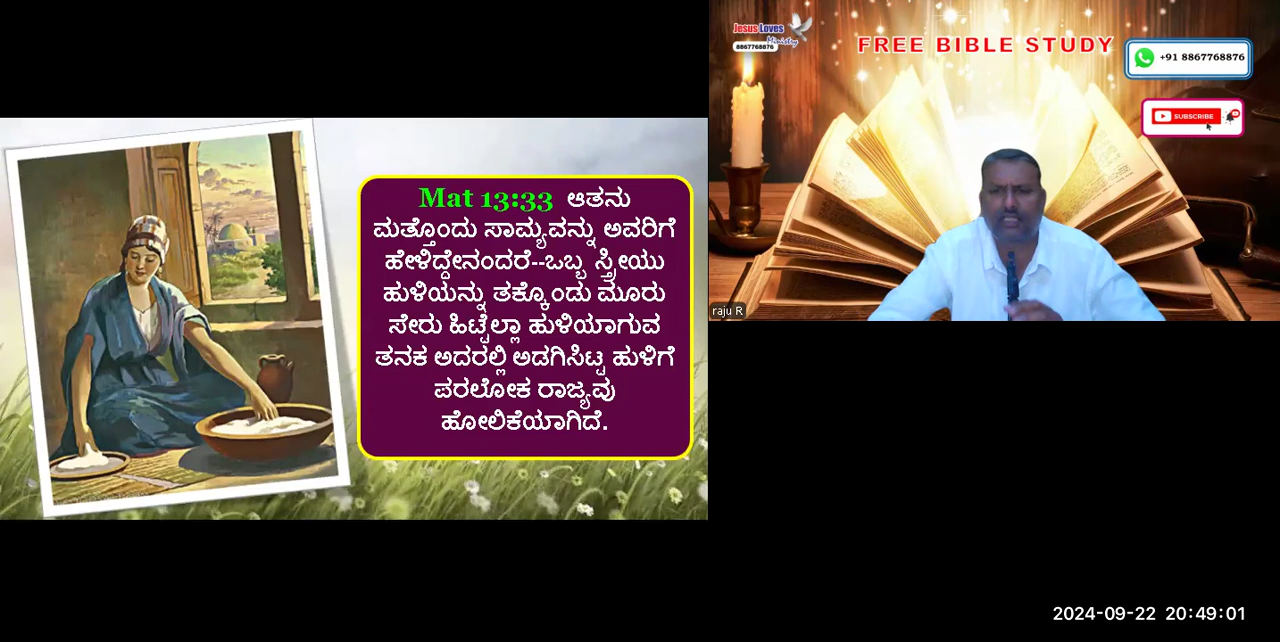 Mat 13:33 ಆತನು
ಮತ್ತೊಂದು ಸಾಮ್ಯವನ್ನು ಅವರಿಗೆ
ಹೇಳಿದ್ದೇನಂದರೆ--ಒಬ್ಬ ಸ್ತ್ರೀಯು
ಹುಳಿಯನ್ನು ತಕ್ಕೊಂಡು ಮೂರು
ಸೇರು ಹಿಟ್ಟೆಲ್ಲಾ ಹುಳಿಯಾಗುವ
ತನಕ ಅದರಲ್ಲಿ ಅಡಗಿಸಿಟ್ಟ ಹುಳಿಗೆ
ಪರಲೋಕ ರಾಜ್ಯವು
ಹೋಲಿಕೆಯಾಗಿದೆ.
Jesus Loves
Ministry
8867768876
FREE BIBLE STUDY
+91 8867768876
SUBSCRIBE
raju R
2024-09-22 20:49:01